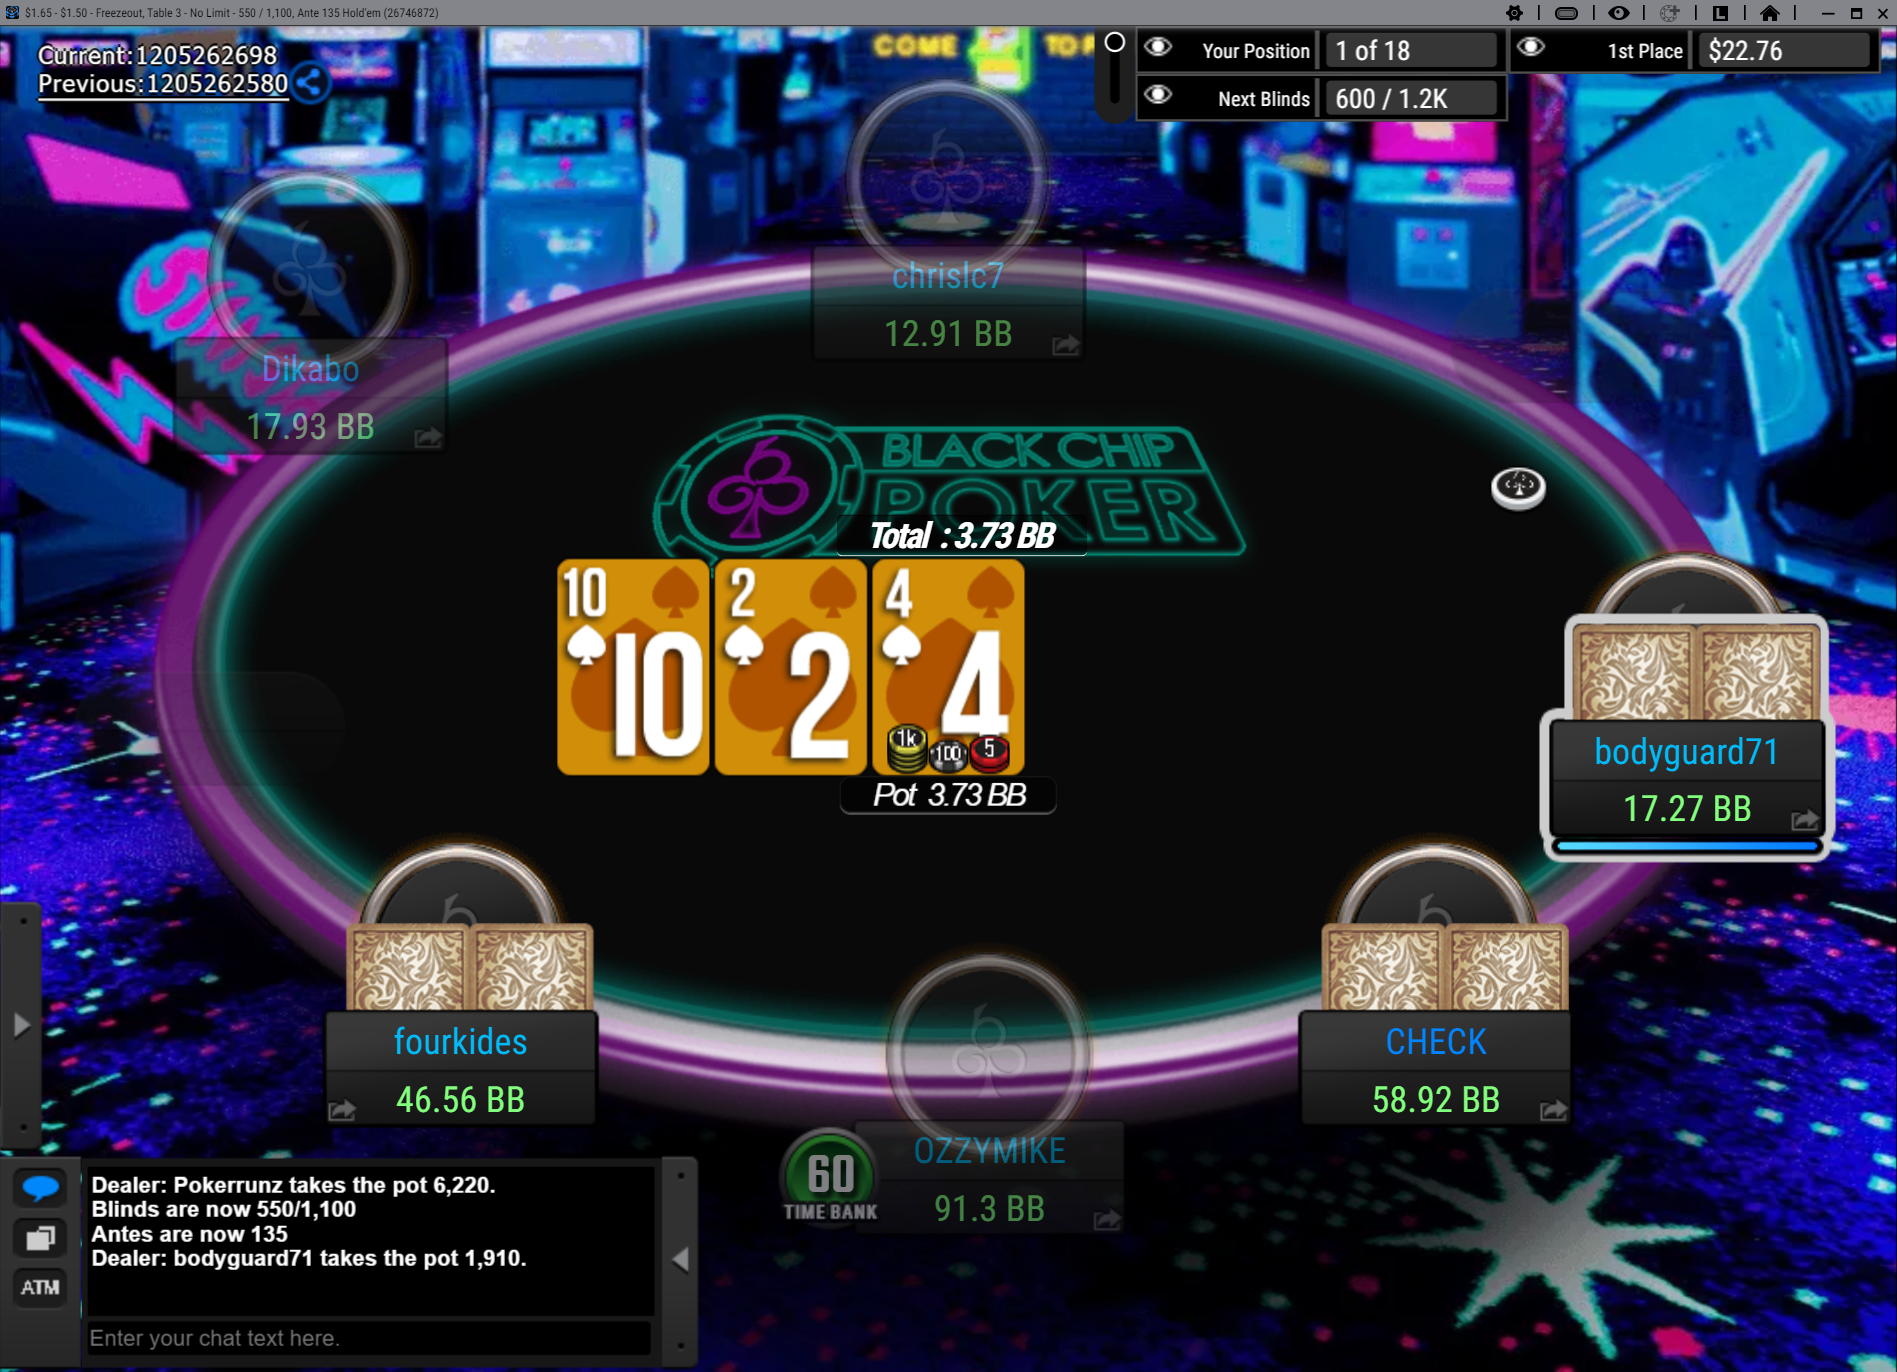 $1.65 - $1.50 - Freezeout, Table 3 - No Limit - 550 / 1,100, Ante 135 Hold'em (26746872)
Current:1205262698
Previous:1205262580
COME
Your Position
1 of 18
1st Place
$22.76
Next Blinds
600 / 1.2K
chrislc7
12.91 BB
Dikabo
17.93 BB
BLACK CHIP
POKER
Total : 3.73 BB
10
10
2
2
4
4
1k
100
5
Pot 3.73 BB
bodyguard71
17.27 BB
fourkides
46.56 BB
CHECK
58.92 BB
60
TIME BANK
OZZYMIKE
91.3 BB
ATM
Dealer: Pokerrunz takes the pot 6,220.
Blinds are now 550/1,100
Antes are now 135
Dealer: bodyguard71 takes the pot 1,910.
Enter your chat text here.